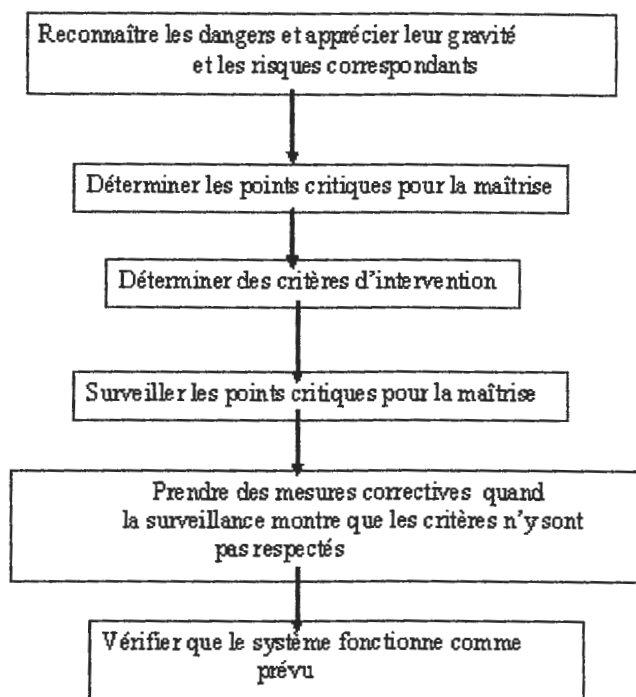 Reconnaître les dangers et apprécier leur gravité
et les risques correspondants
Déterminer les points critiques pour la maîtrise
Déterminer des critères d'intervention
Surveiller les points critiques pour la maîtrise
Prendre des mesures correctives quand
la surveillance montre que les critères n'y sont
pas respectés
Vérifier que le système fonctionne comme
prévu